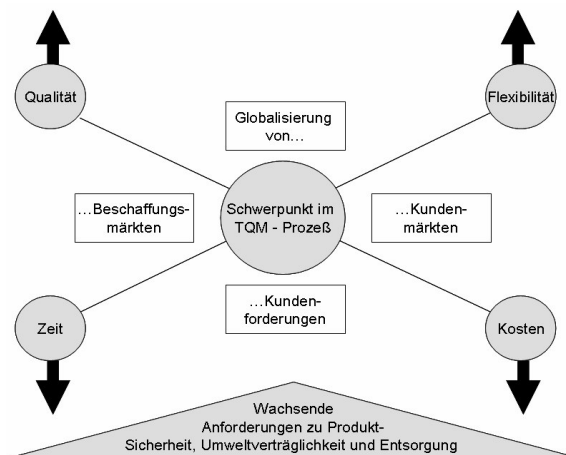 Qualität
Flexibilität
Globalisierung
von…
…Beschaffungs-
märkten
Schwerpunkt im
TQM - Prozeß
…Kunden-
märkten
…Kunden-
forderungen
Zeit
Kosten
Wachsende
Anforderungen zu Produkt-
Sicherheit, Umweltverträglichkeit und Entsorgung